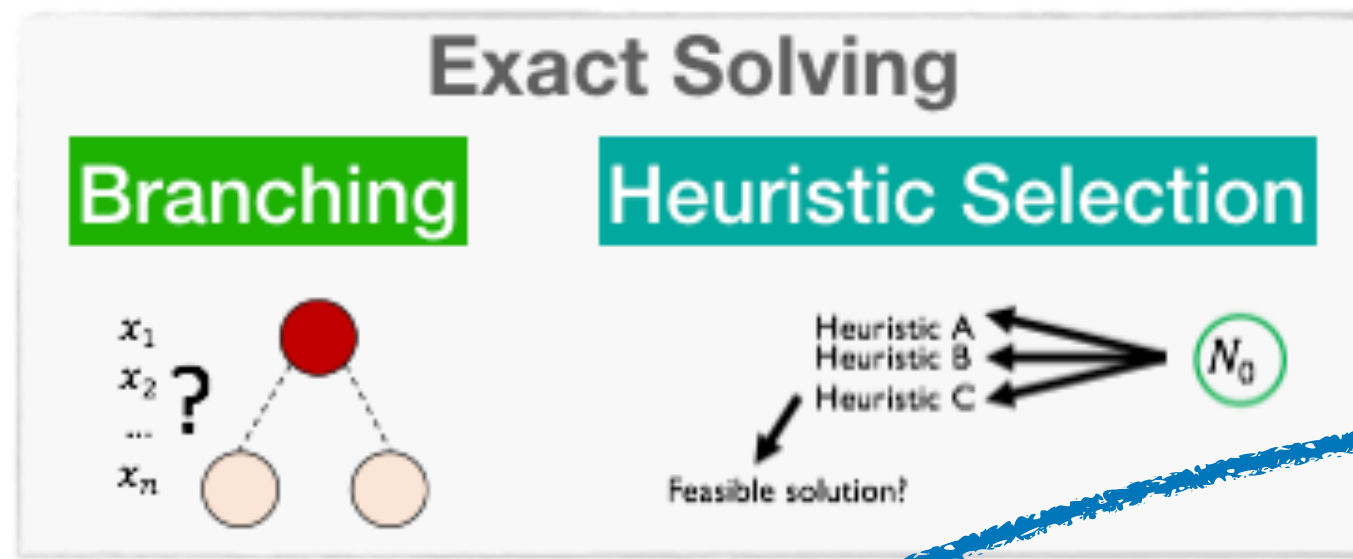 Exact Solving
Branching
Heuristic Selection
x₁
x₂
?
...
xₙ
Heuristic A
Heuristic B
Heuristic C
N₀
Feasible solution?